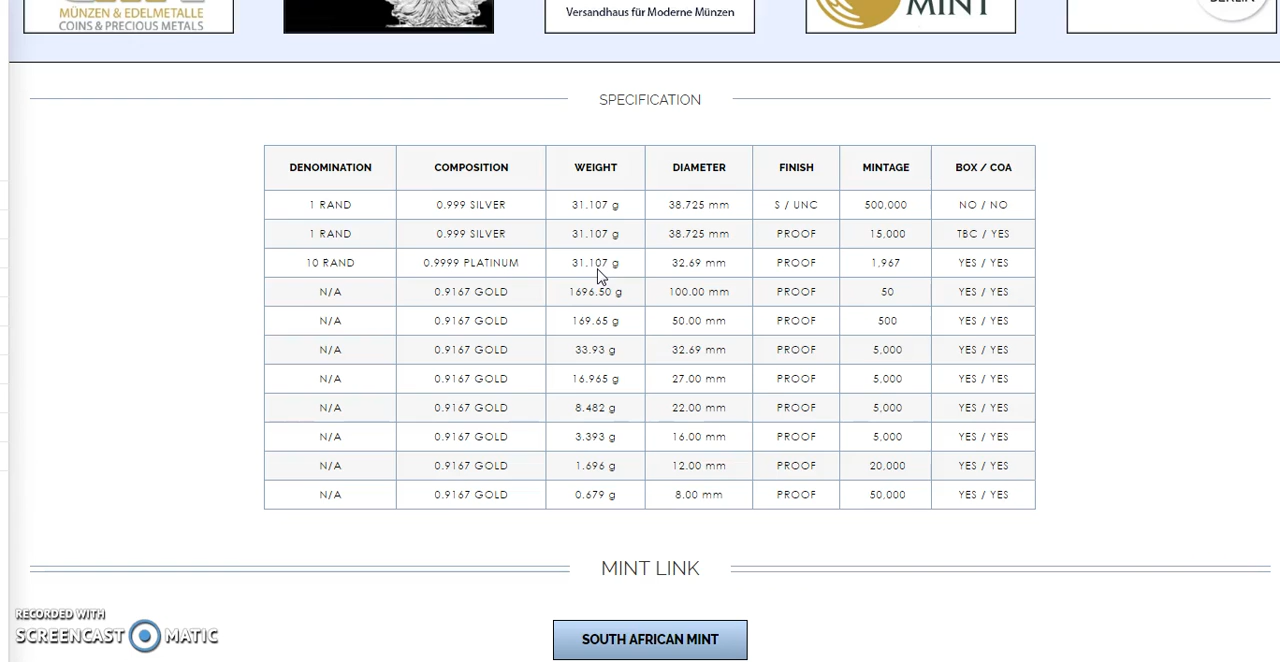 MÜNZEN & EDELMETALLE
COINS & PRECIOUS METALS
Versandhaus für Moderne Münzen
MINT
BERLIN
SPECIFICATION
DENOMINATION COMPOSITION WEIGHT DIAMETER FINISH MINTAGE BOX / COA
1 RAND 0.999 SILVER 31.107 g 38.725 mm S / UNC 500,000 NO / NO
1 RAND 0.999 SILVER 31.107 g 38.725 mm PROOF 15,000 TBC / YES
10 RAND 0.9999 PLATINUM 31.107 g 32.69 mm PROOF 1,967 YES / YES
N/A 0.9167 GOLD 1696.50 g 100.00 mm PROOF 50 YES / YES
N/A 0.9167 GOLD 169.65 g 50.00 mm PROOF 500 YES / YES
N/A 0.9167 GOLD 33.93 g 32.69 mm PROOF 5,000 YES / YES
N/A 0.9167 GOLD 16.965 g 27.00 mm PROOF 5,000 YES / YES
N/A 0.9167 GOLD 8.482 g 22.00 mm PROOF 5,000 YES / YES
N/A 0.9167 GOLD 3.393 g 16.00 mm PROOF 5,000 YES / YES
N/A 0.9167 GOLD 1.696 g 12.00 mm PROOF 20,000 YES / YES
N/A 0.9167 GOLD 0.679 g 8.00 mm PROOF 50,000 YES / YES
MINT LINK
RECORDED WITH
SCREENCAST MATIC
SOUTH AFRICAN MINT